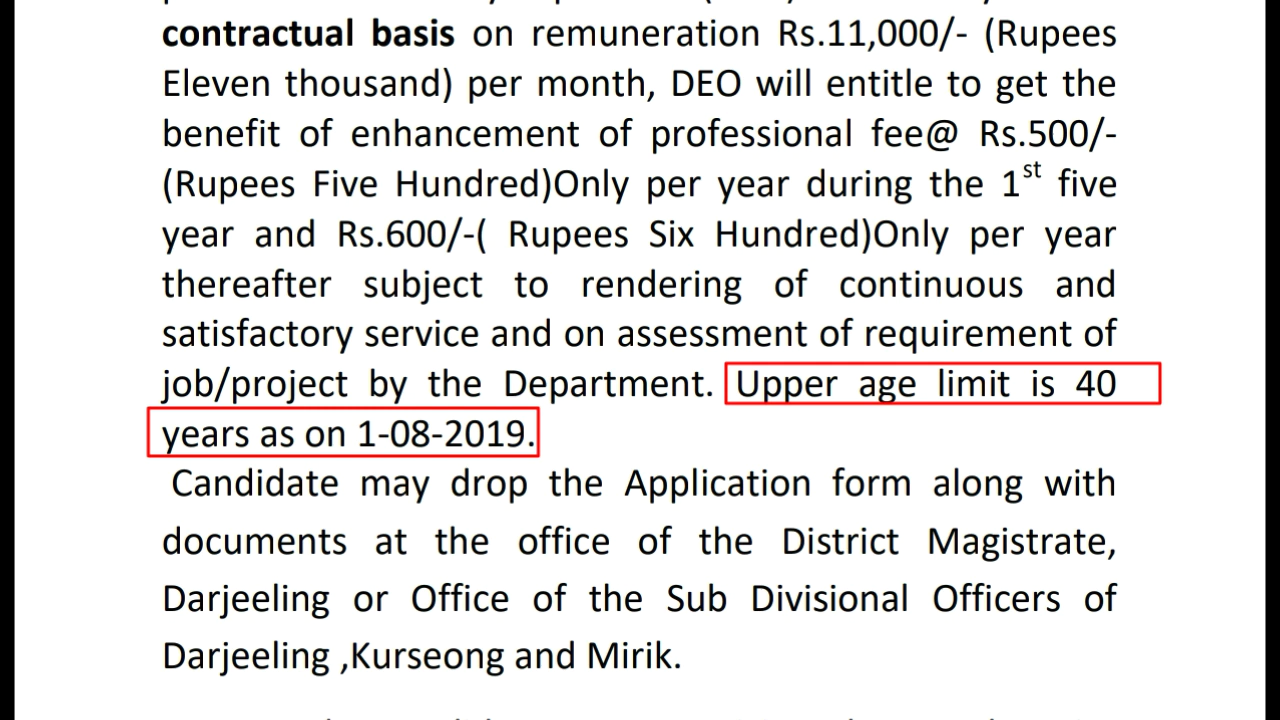 contractual basis on remuneration Rs.11,000/- (Rupees
Eleven thousand) per month, DEO will entitle to get the
benefit of enhancement of professional fee@ Rs.500/-
(Rupees Five Hundred)Only per year during the 1st five
year and Rs.600/-( Rupees Six Hundred)Only per year
thereafter subject to rendering of continuous and
satisfactory service and on assessment of requirement of
job/project by the Department. Upper age limit is 40
years as on 1-08-2019.
Candidate may drop the Application form along with
documents at the office of the District Magistrate,
Darjeeling or Office of the Sub Divisional Officers of
Darjeeling ,Kurseong and Mirik.